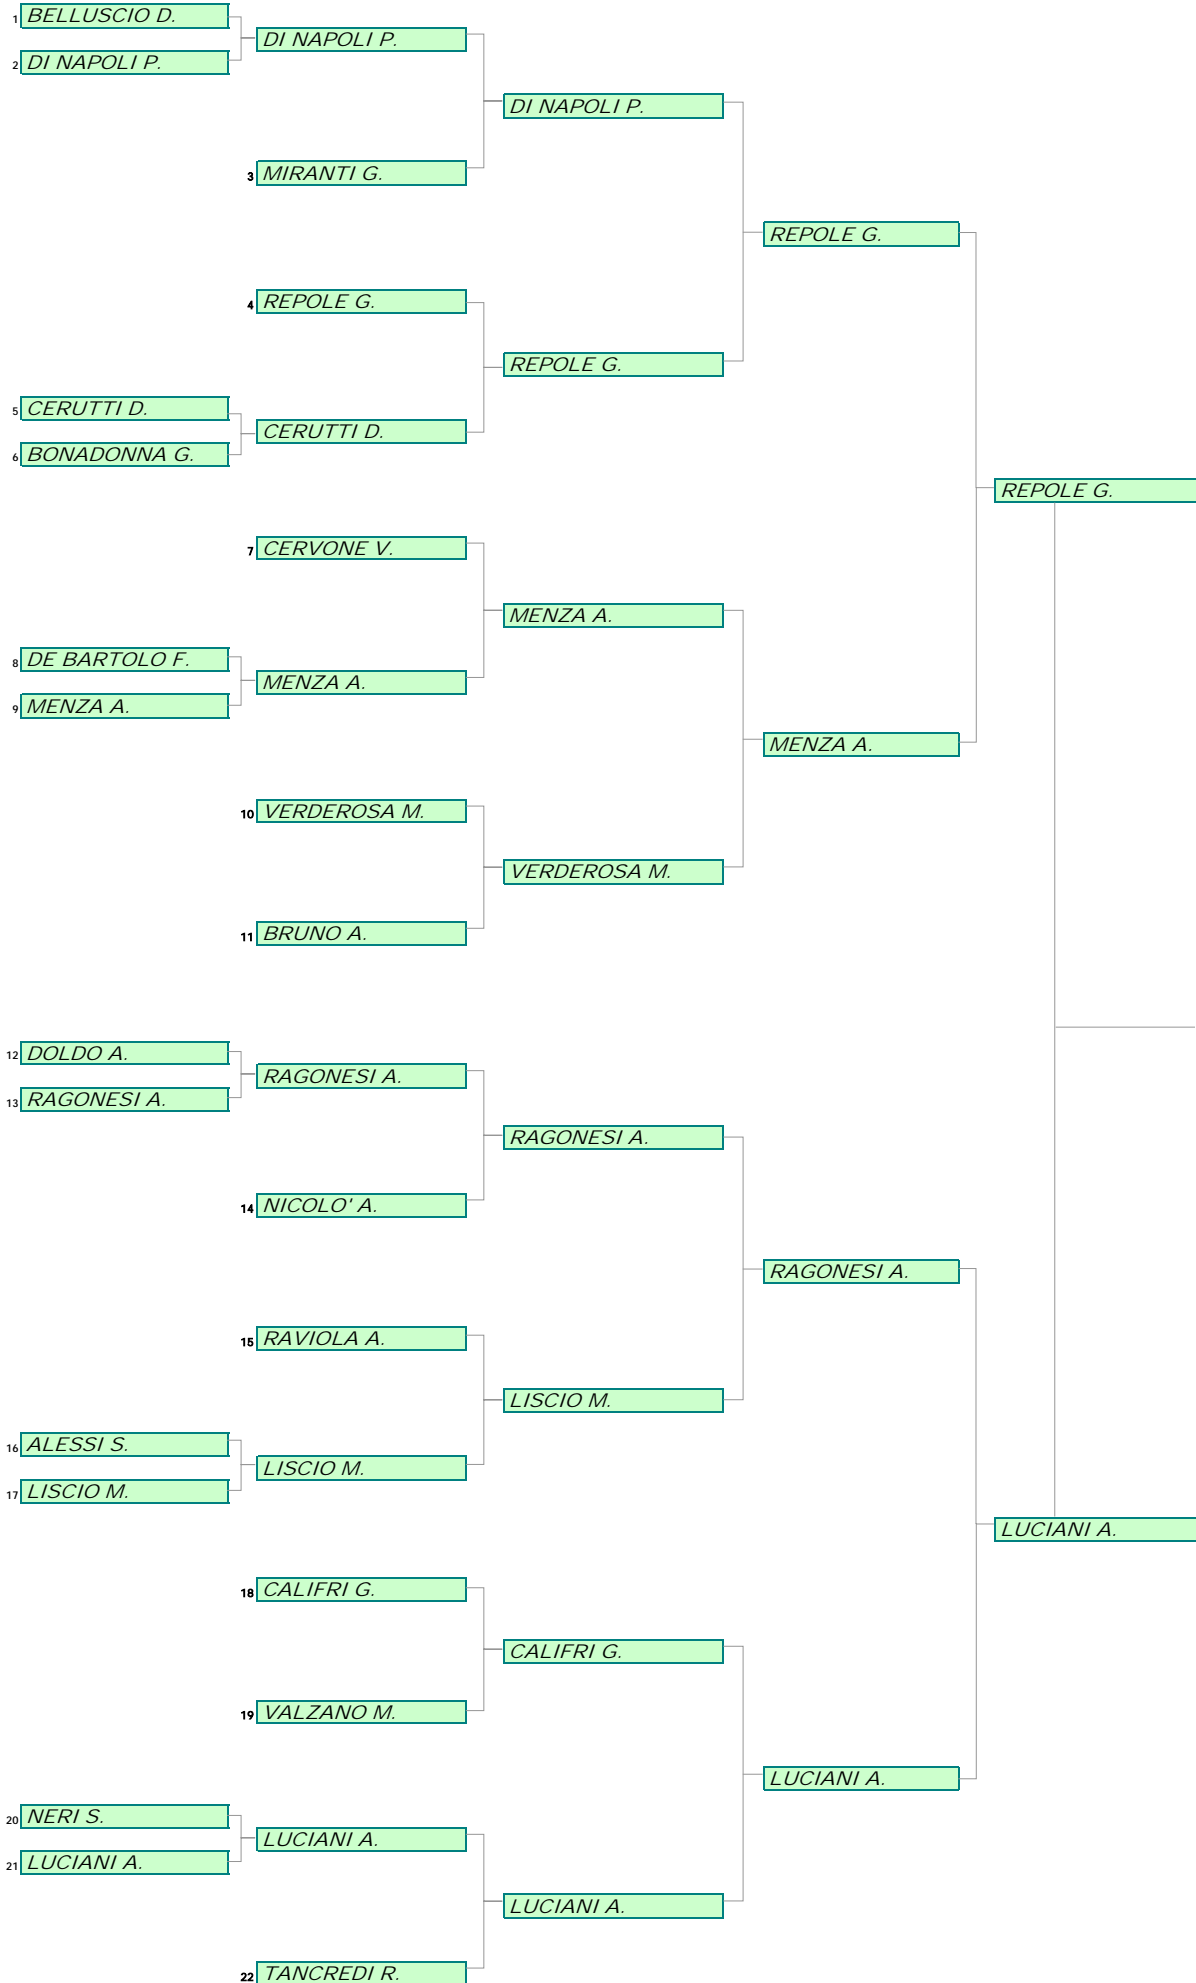 1 BELLUSCIO D.
DI NAPOLI P.
2 DI NAPOLI P.
DI NAPOLI P.
3 MIRANTI G.
REPOLE G.
4 REPOLE G.
REPOLE G.
5 CERUTTI D.
CERUTTI D.
6 BONADONNA G.
REPOLE G.
7 CERVONE V.
MENZA A.
8 DE BARTOLO F.
MENZA A.
9 MENZA A.
MENZA A.
10 VERDEROSA M.
VERDEROSA M.
11 BRUNO A.
12 DOLDO A.
RAGONESI A.
13 RAGONESI A.
RAGONESI A.
14 NICOLO' A.
RAGONESI A.
15 RAVIOLA A.
LISCIO M.
16 ALESSI S.
LISCIO M.
17 LISCIO M.
LUCIANI A.
18 CALIFRI G.
CALIFRI G.
19 VALZANO M.
LUCIANI A.
20 NERI S.
LUCIANI A.
21 LUCIANI A.
LUCIANI A.
22 TANCREDI R.